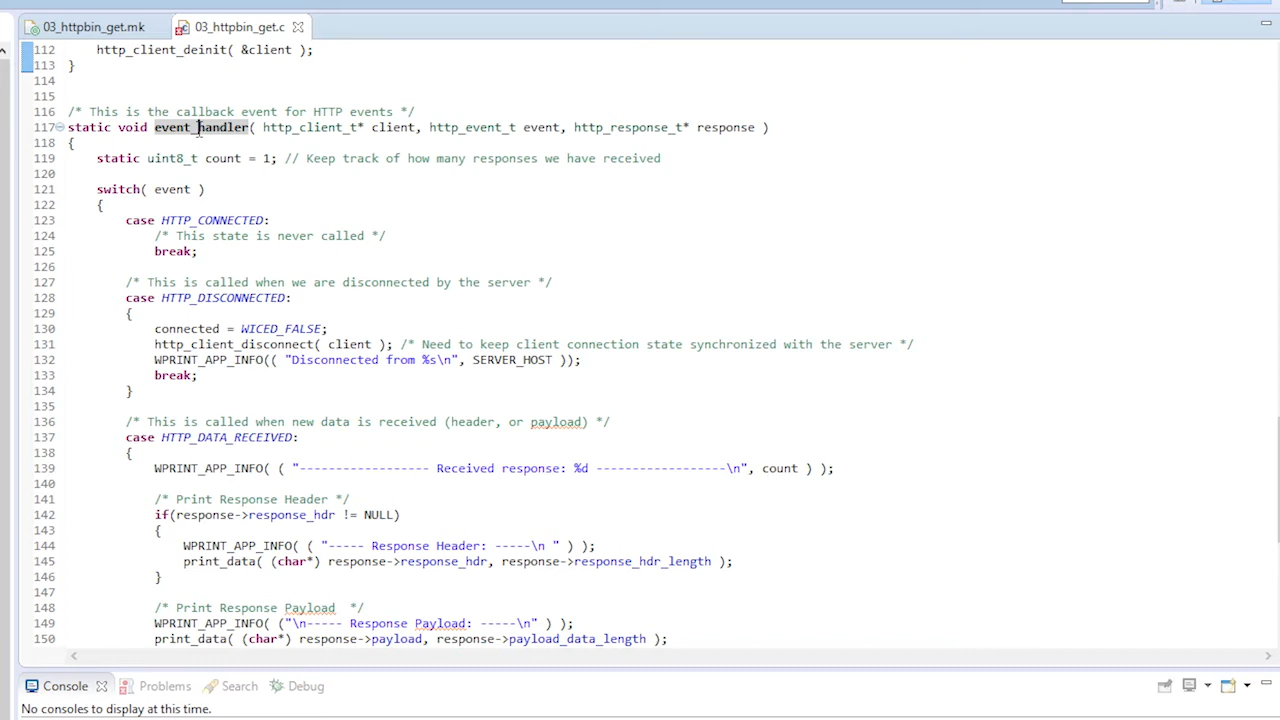 03_httpbin_get.mk
03_httpbin_get.c
112 http_client_deinit( &client );
113 }
114
115
116 /* This is the callback event for HTTP events */
117 static void event_handler( http_client_t* client, http_event_t event, http_response_t* response )
118 {
119 static uint8_t count = 1; // Keep track of how many responses we have received
120
121 switch( event )
122 {
123 case HTTP_CONNECTED:
124 /* This state is never called */
125 break;
126
127 /* This is called when we are disconnected by the server */
128 case HTTP_DISCONNECTED:
129 {
130 connected = WICED_FALSE;
131 http_client_disconnect( client ); /* Need to keep client connection state synchronized with the server */
132 WPRINT_APP_INFO(( "Disconnected from %s\n", SERVER_HOST ));
133 break;
134 }
135
136 /* This is called when new data is received (header, or payload) */
137 case HTTP_DATA_RECEIVED:
138 {
139 WPRINT_APP_INFO( ( "------------------ Received response: %d ------------------\n", count ) );
140
141 /* Print Response Header */
142 if(response->response_hdr != NULL)
143 {
144 WPRINT_APP_INFO( ( "----- Response Header: -----\n " ) );
145 print_data( (char*) response->response_hdr, response->response_hdr_length );
146 }
147
148 /* Print Response Payload */
149 WPRINT_APP_INFO( ("\n----- Response Payload: -----\n" ) );
150 print_data( (char*) response->payload, response->payload_data_length );
Console Problems Search Debug
No consoles to display at this time.